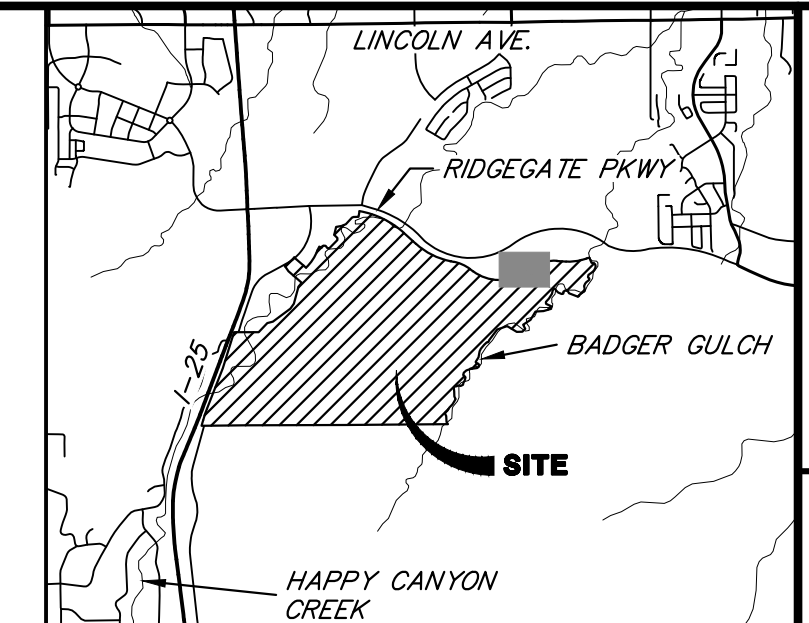 LINCOLN AVE.
RIDGEGATE PKWY
BADGER GULCH
I-25
SITE
HAPPY CANYON
CREEK